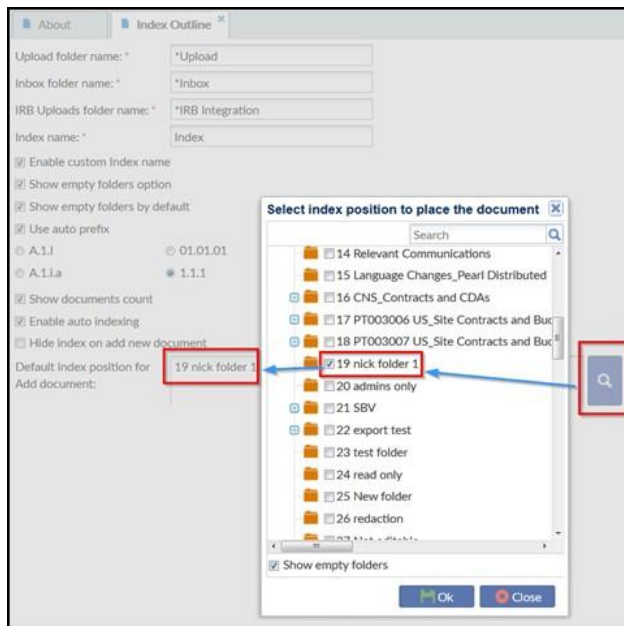 About
Index Outline
Upload folder name: *
*Upload
Inbox folder name: *
*Inbox
IRB Uploads folder name: *
*IRB Integration
Index name: *
Index
Enable custom Index name
Show empty folders option
Show empty folders by default
Use auto prefix
A.1.I
01.01.01
A.1.i.a
1.1.1
Show documents count
Enable auto indexing
Hide index on add new document
Default index position for
Add document:
19 nick folder 1
Select index position to place the document
Search
14 Relevant Communications
15 Language Changes_Pearl Distributed
16 CNS_Contracts and CDAs
17 PT003006 US_Site Contracts and Buc
18 PT003007 US_Site Contracts and Buc
19 nick folder 1
20 admins only
21 SBV
22 export test
23 test folder
24 read only
25 New folder
26 redaction
27 Not editable
Show empty folders
Ok
Close